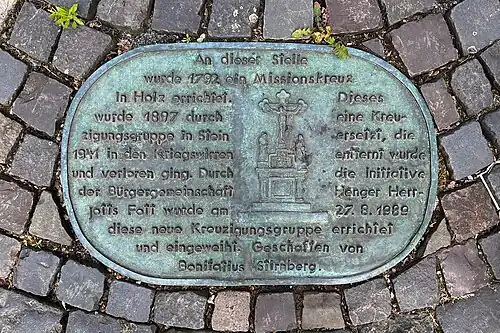 An dieser Stelle
wurde 1792 ein Missionskreuz
In Holz errichtet. Dieses
wurde 1897 durch eine Kreu-
zigungsgruppe in Stein ersetzt, die
1941 in den Kriegswirren entfernt wurde
und verloren ging. Durch die Initiative
der Bürgergemeinschaft Henger Herr-
jotts Fott wurde an 27. 8. 1989
diese neue Kreuzigungsgruppe errichtet
und eingeweiht. Geschaffen von
Bonifatius Stirnberg.